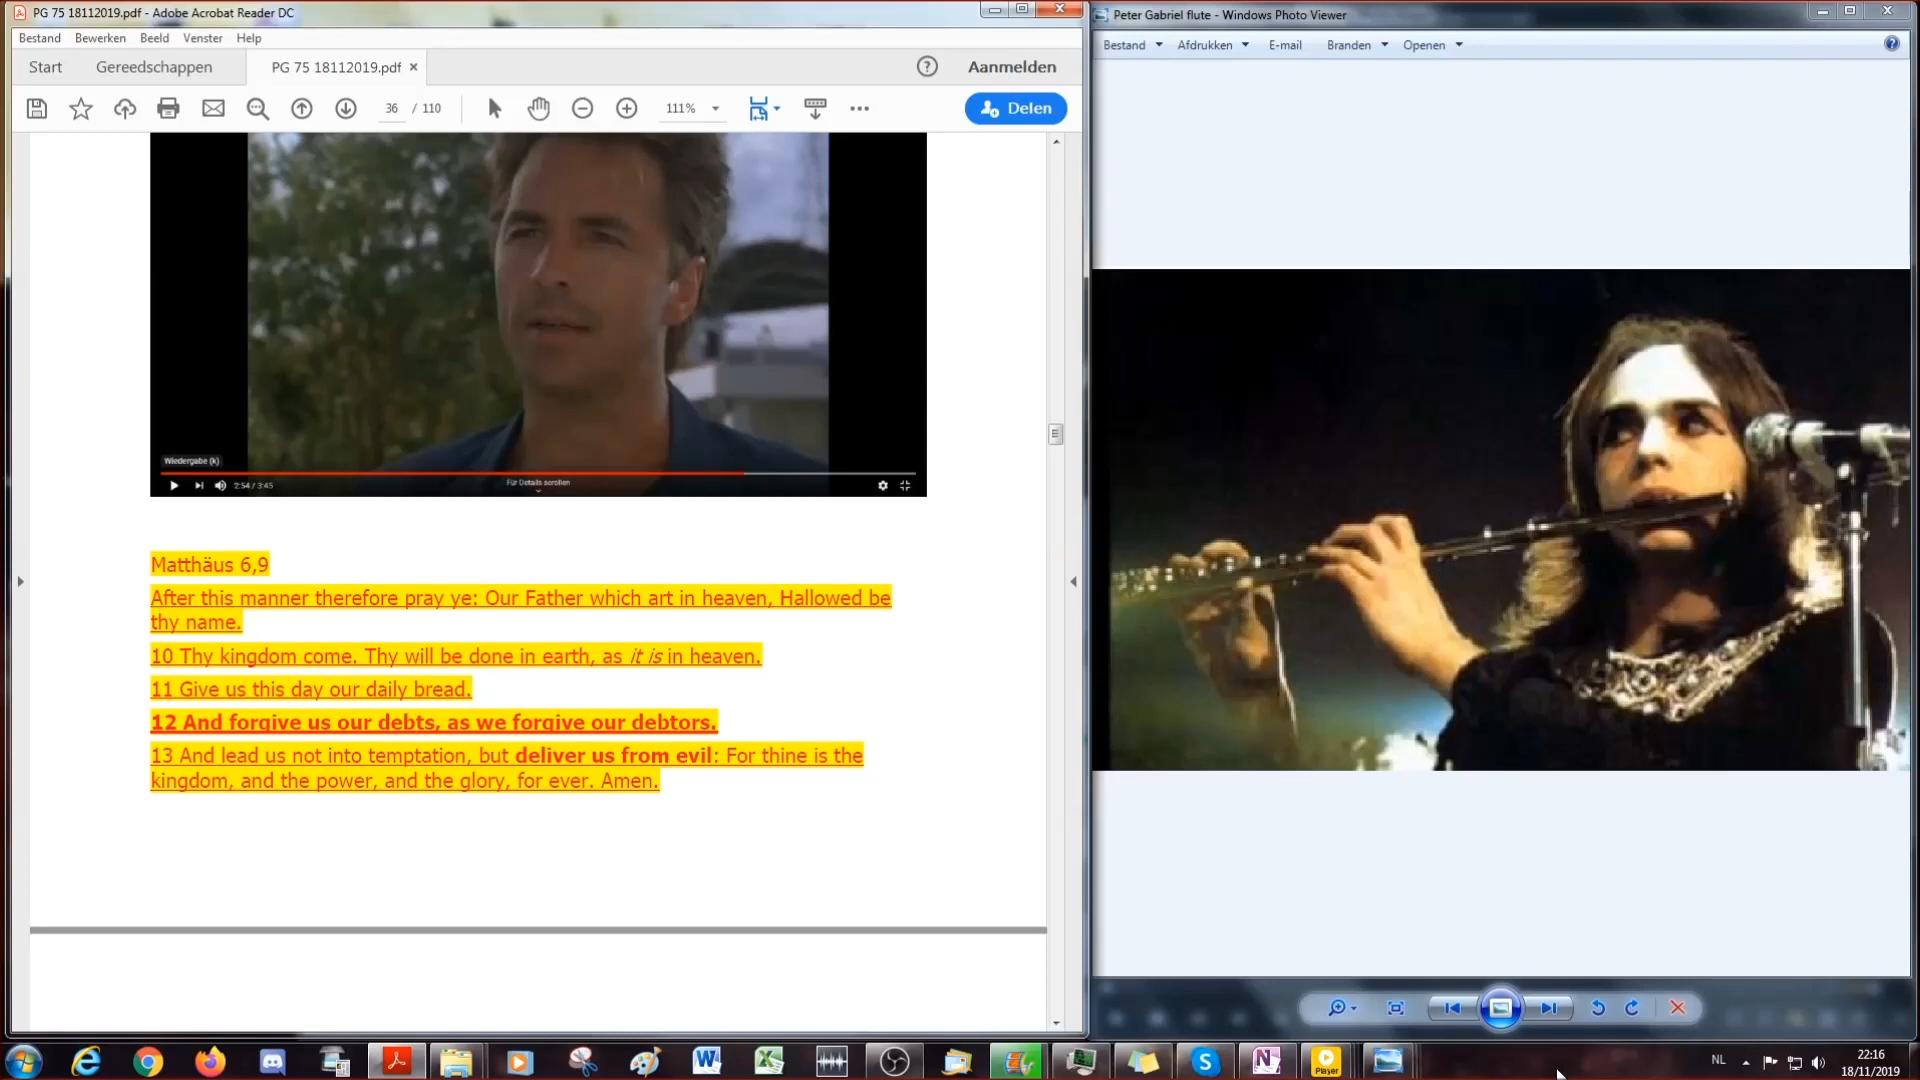 PG 75 18112019.pdf - Adobe Acrobat Reader DC
Bestand Bewerken Beeld Venster Help
Start Gereedschappen PG 75 18112019.pdf × Aanmelden
36 / 110 111% Delen
Wiedergabe (k)
2:54 / 3:45
Für Details scrollen
Matthäus 6,9
After this manner therefore pray ye: Our Father which art in heaven, Hallowed be
thy name.
10 Thy kingdom come. Thy will be done in earth, as it is in heaven.
11 Give us this day our daily bread.
12 And forgive us our debts, as we forgive our debtors.
13 And lead us not into temptation, but deliver us from evil: For thine is the
kingdom, and the power, and the glory, for ever. Amen.
Peter Gabriel flute - Windows Photo Viewer
Bestand Afdrukken E-mail Branden Openen
Player
NL
22:16
18/11/2019